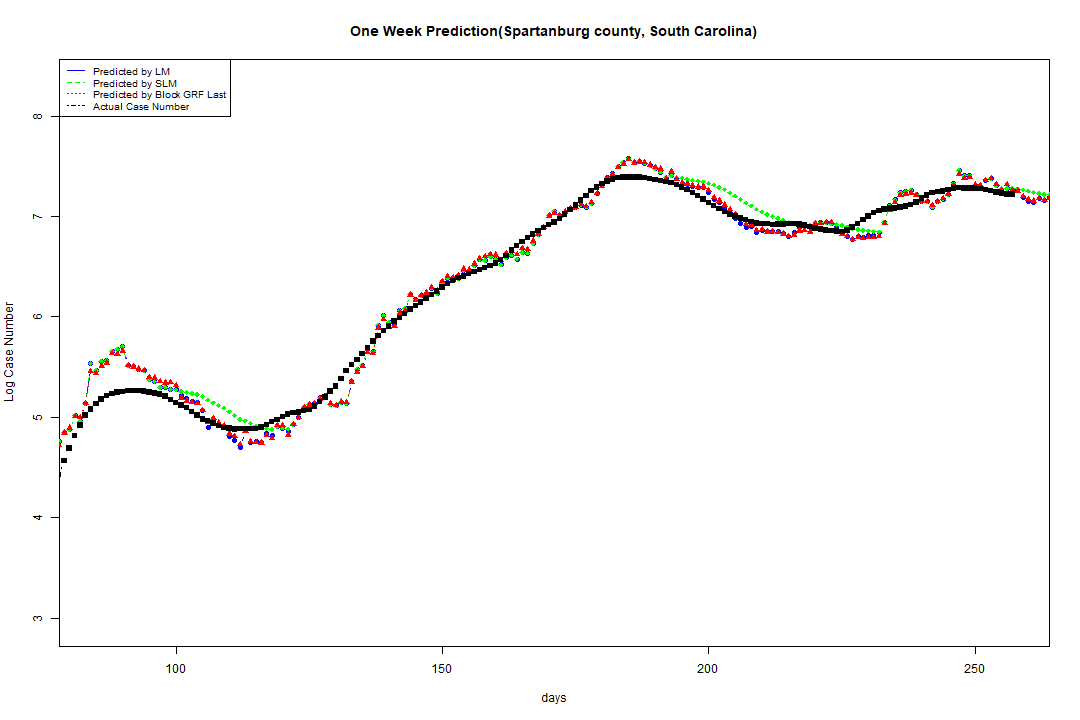 One Week Prediction(Spartanburg county, South Carolina)
Predicted by LM
Predicted by SLM
Predicted by Block GRF Last
Actual Case Number
8
7
6
5
4
3
Log Case Number
100 150 200 250
days